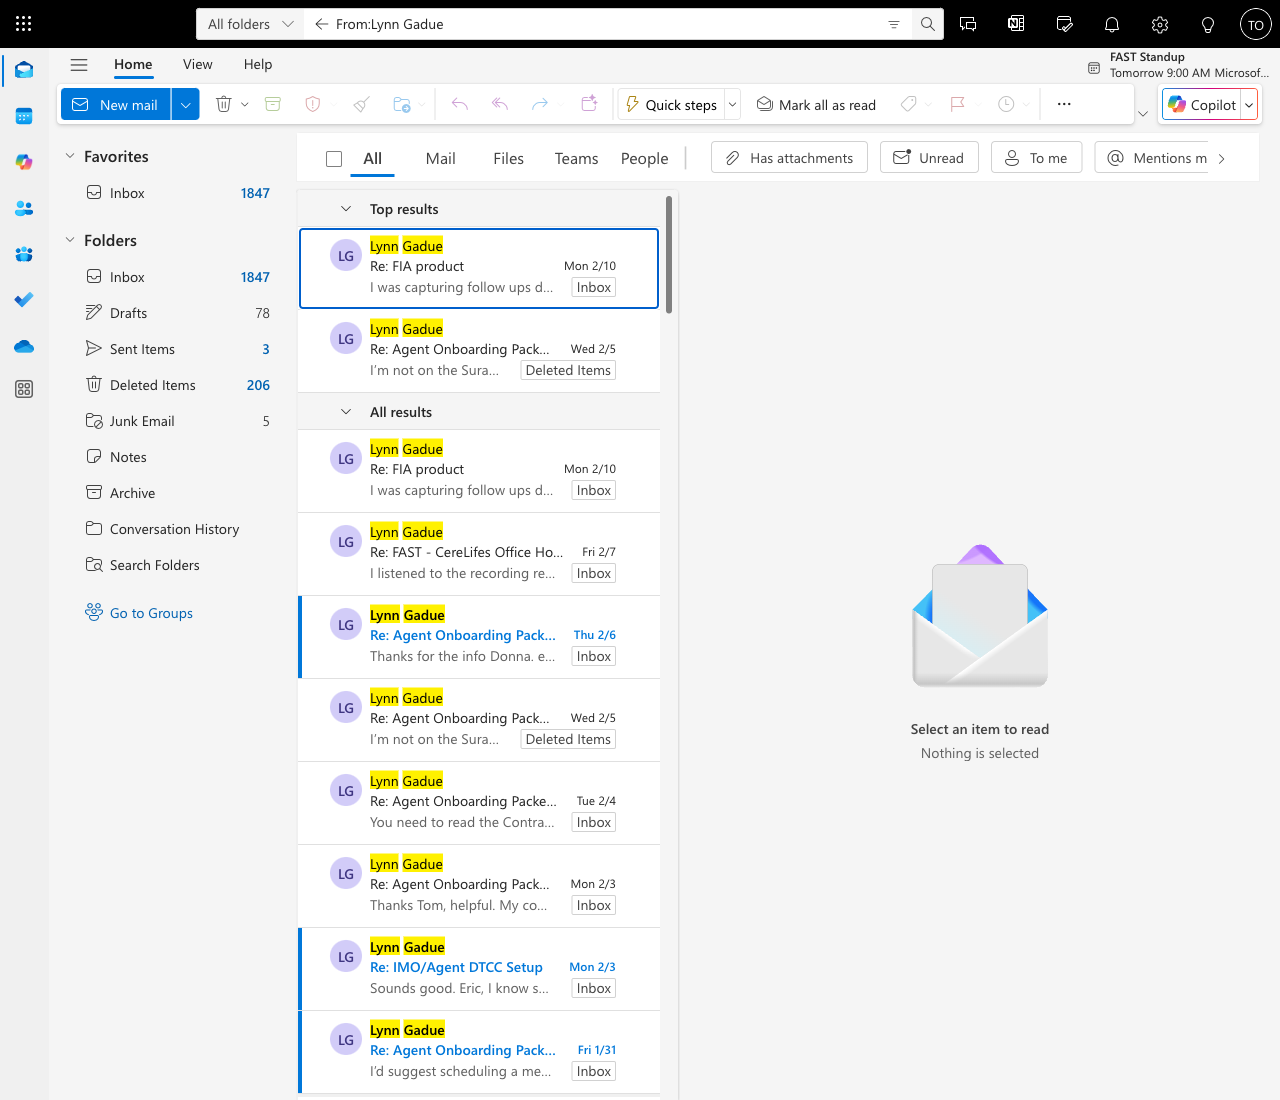 All folders
From:Lynn Gadue
TO
Home
View
Help
FAST Standup
Tomorrow 9:00 AM Microsof...
New mail
Quick steps
Mark all as read
...
Copilot
Favorites
Inbox 1847
Folders
Inbox 1847
Drafts 78
Sent Items 3
Deleted Items 206
Junk Email 5
Notes
Archive
Conversation History
Search Folders
Go to Groups
All
Mail
Files
Teams
People
Has attachments
Unread
To me
@ Mentions m
Top results
LG
Lynn Gadue
Re: FIA product Mon 2/10
I was capturing follow ups d... Inbox
LG
Lynn Gadue
Re: Agent Onboarding Pack... Wed 2/5
I'm not on the Sura... Deleted Items
All results
LG
Lynn Gadue
Re: FIA product Mon 2/10
I was capturing follow ups d... Inbox
LG
Lynn Gadue
Re: FAST - CereLifes Office Ho... Fri 2/7
I listened to the recording re... Inbox
LG
Lynn Gadue
Re: Agent Onboarding Pack... Thu 2/6
Thanks for the info Donna. e... Inbox
LG
Lynn Gadue
Re: Agent Onboarding Pack... Wed 2/5
I'm not on the Sura... Deleted Items
LG
Lynn Gadue
Re: Agent Onboarding Packe... Tue 2/4
You need to read the Contra... Inbox
LG
Lynn Gadue
Re: Agent Onboarding Pack... Mon 2/3
Thanks Tom, helpful. My co... Inbox
LG
Lynn Gadue
Re: IMO/Agent DTCC Setup Mon 2/3
Sounds good. Eric, I know s... Inbox
LG
Lynn Gadue
Re: Agent Onboarding Pack... Fri 1/31
I'd suggest scheduling a me... Inbox
Select an item to read
Nothing is selected